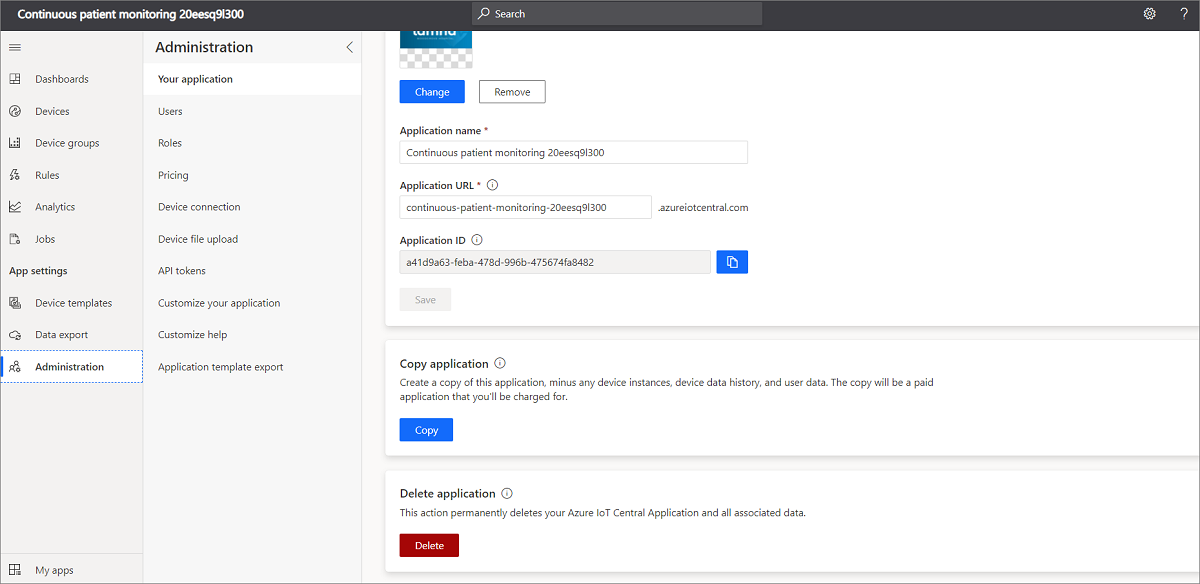 Continuous patient monitoring 20eesq9l300
Search
?
Dashboards
Devices
Device groups
Rules
Analytics
Jobs
App settings
Device templates
Data export
Administration
My apps
Administration
Your application
Users
Roles
Pricing
Device connection
Device file upload
API tokens
Customize your application
Customize help
Application template export
Change
Remove
Application name *
Continuous patient monitoring 20eesq9l300
Application URL *
continuous-patient-monitoring-20eesq9l300
.azureiotcentral.com
Application ID
a41d9a63-feba-478d-996b-475674fa8482
Save
Copy application
Create a copy of this application, minus any device instances, device data history, and user data. The copy will be a paid
application that you'll be charged for.
Copy
Delete application
This action permanently deletes your Azure IoT Central Application and all associated data.
Delete